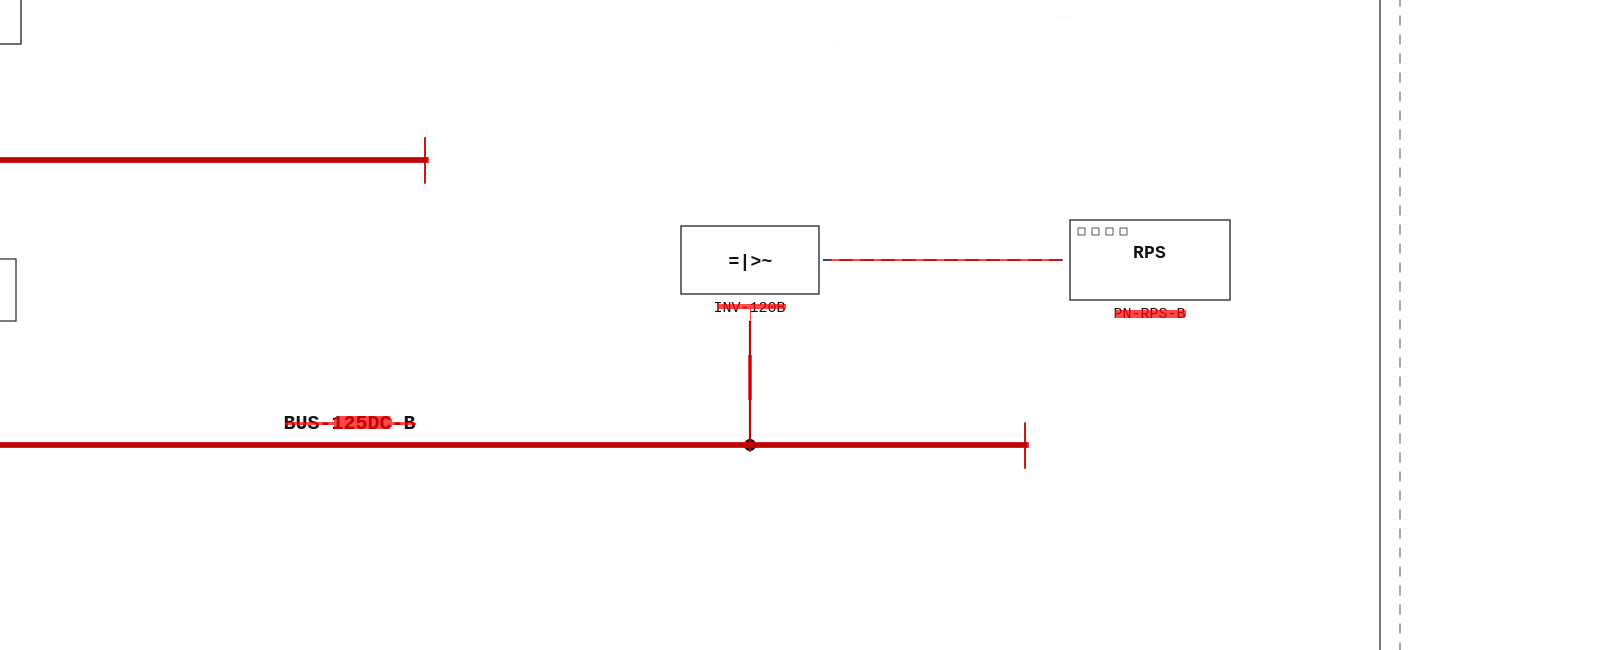 RPS
=|>~
INV-120B
PN-RPS-B
BUS-125DC-B